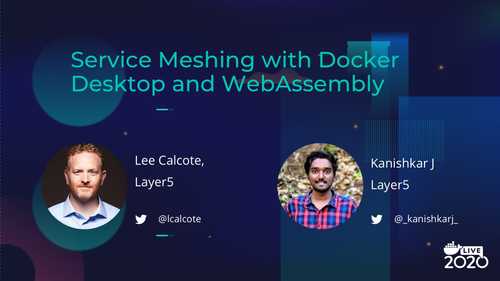 Service Meshing with Docker
Desktop and WebAssembly
Lee Calcote,
Layer5
@lcalcote
Kanishkar J
Layer5
@_kanishkarj_
LIVE
2020